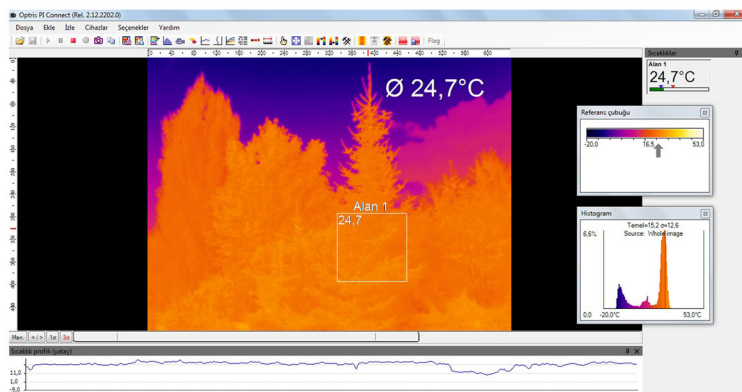 Optris PI Connect (Rel. 2.12.2202.0)
Dosya Ekle İzle Cihazlar Seçenekler Yardım
Flag
Sıcaklıklar
Alan 1
24,7°C
Ø 24,7°C
Referans çubuğu
-20.0 16.5 53.0
Alan 1
24,7
Histogram
Temel=15,2 σ=12,6
6,6% Source: Whole image
0.0 -20,0°C 53,0°C
Man. </> 1σ 3σ
Sıcaklık profili (yatay)
11,0
1,0
-9,0